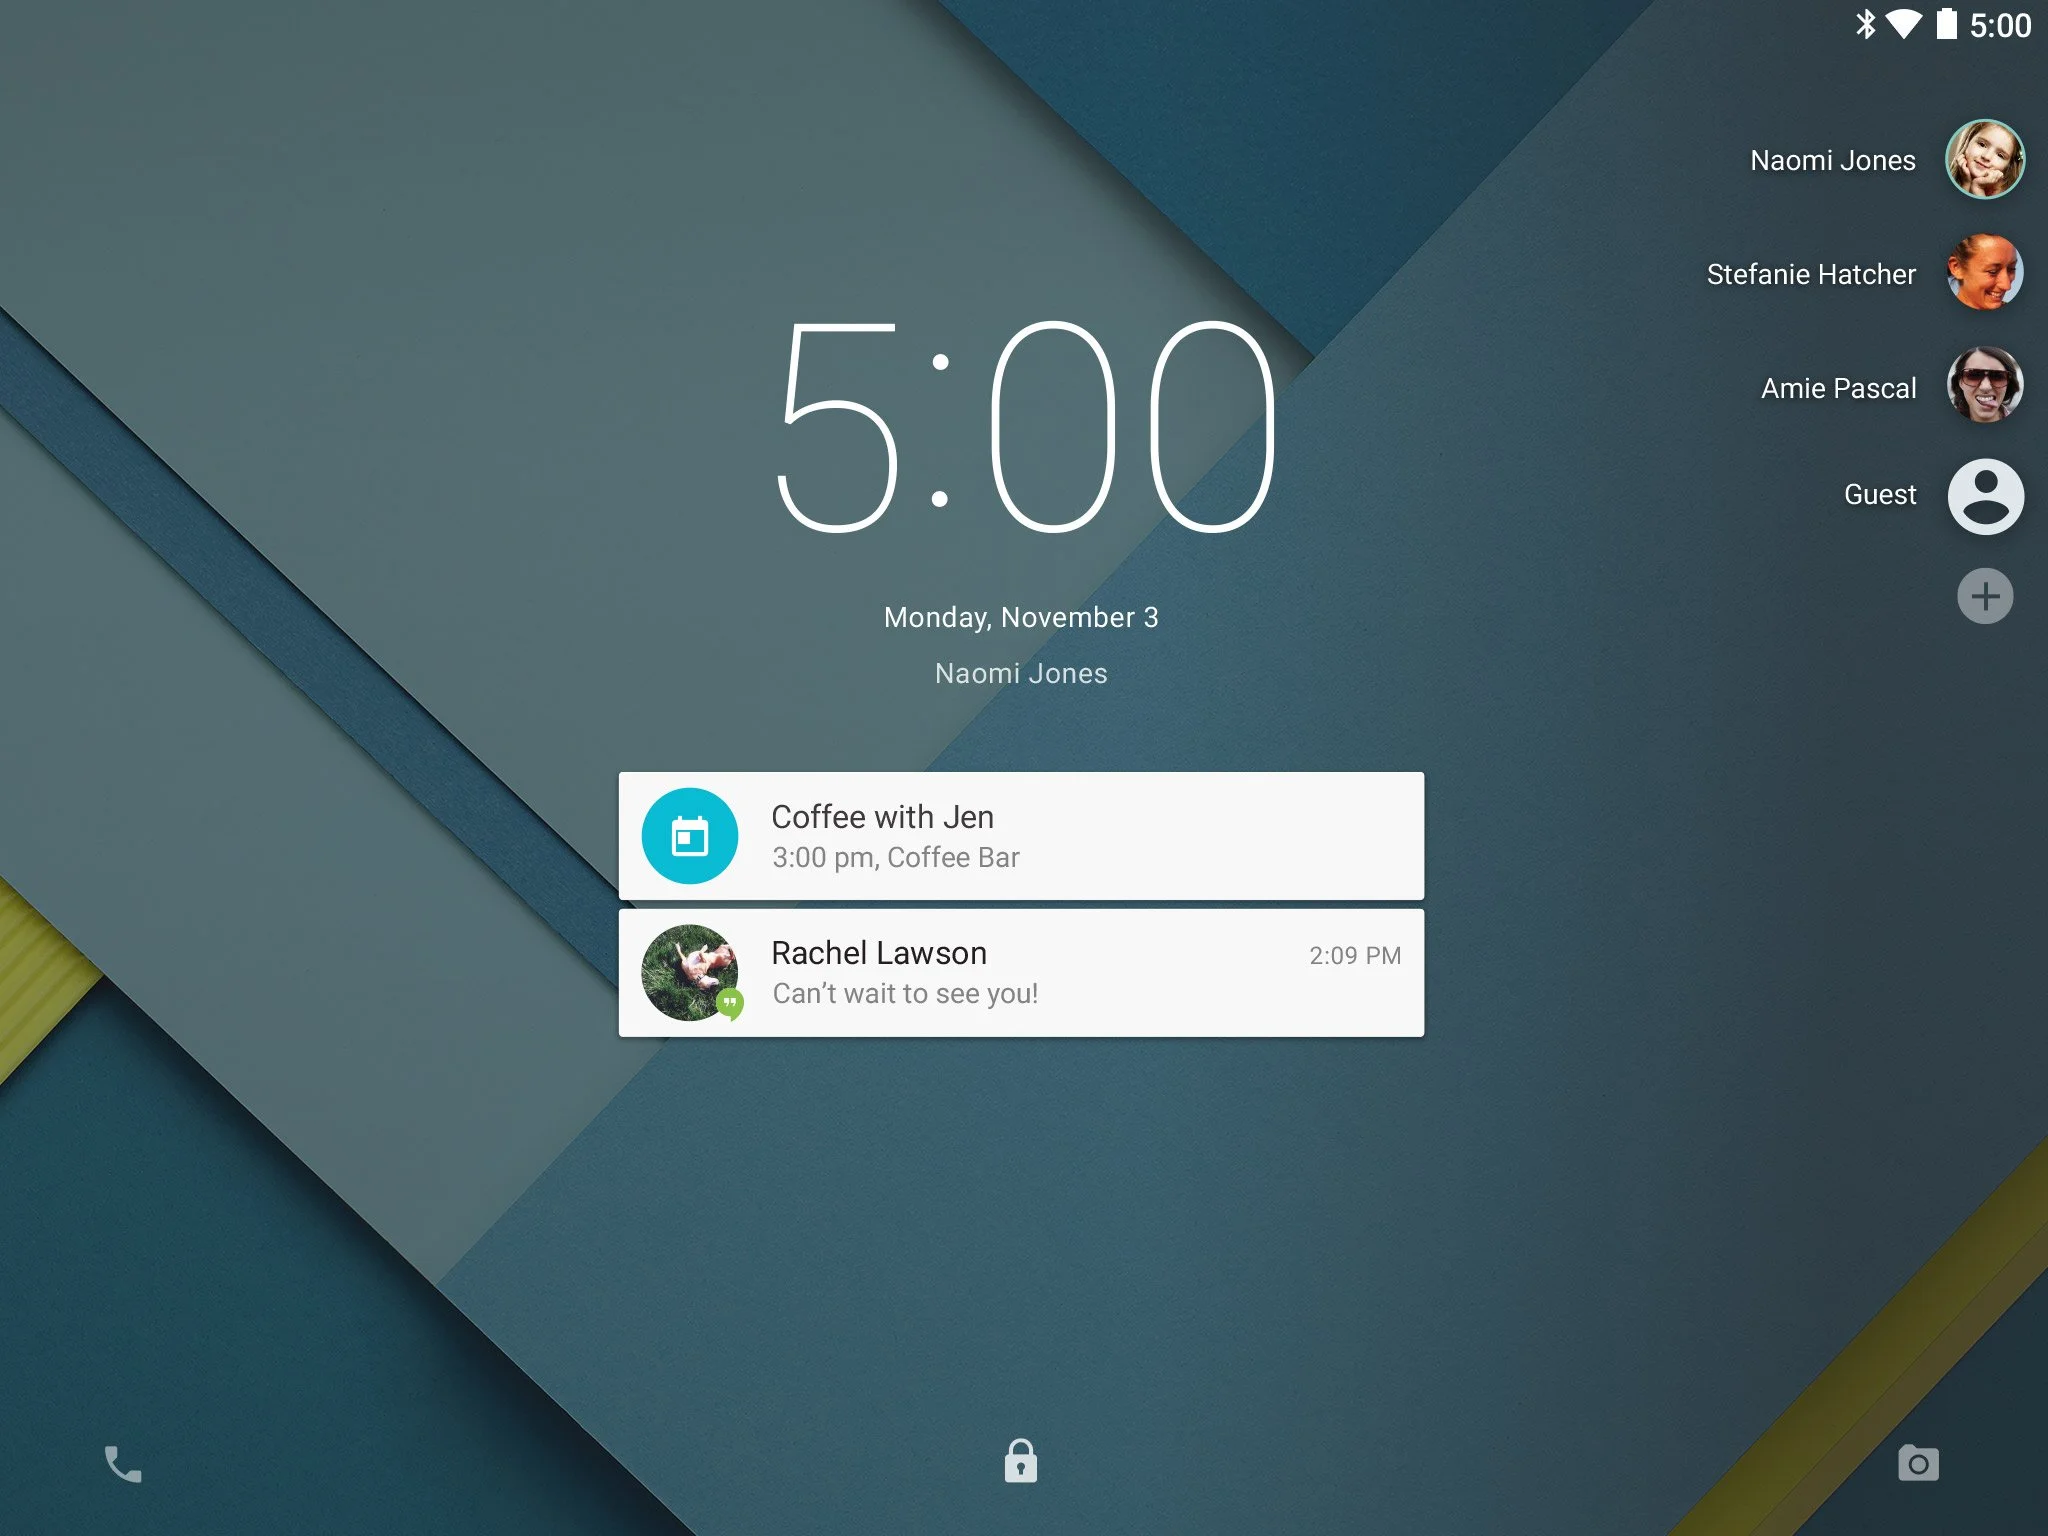 5:00
Naomi Jones
Stefanie Hatcher
Amie Pascal
Guest
5:00
Monday, November 3
Naomi Jones
Coffee with Jen
3:00 pm, Coffee Bar
Rachel Lawson 2:09 PM
Can’t wait to see you!